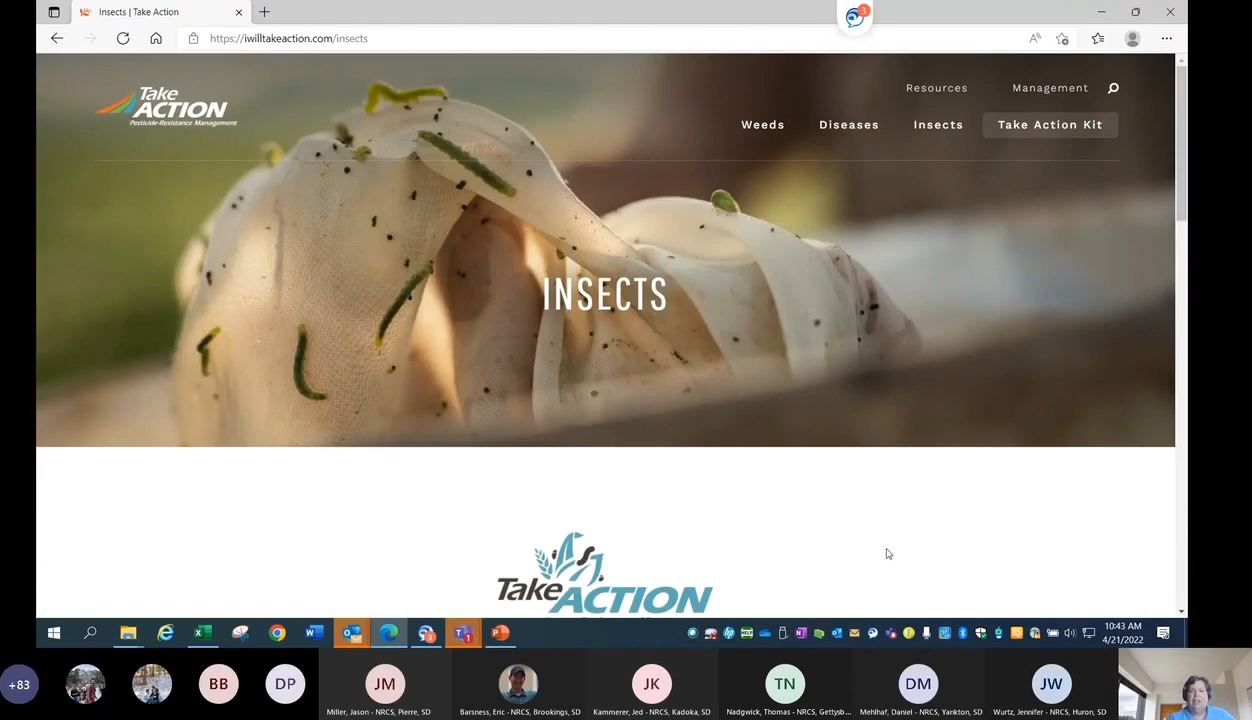 Insects | Take Action
3
https://iwilltakeaction.com/insects
Take
ACTION
Pesticide-Resistance Management
Resources
Management
Weeds
Diseases
Insects
Take Action Kit
INSECTS
Take
ACTION
3
1
10:43 AM
4/21/2022
+83
BB
DP
JM
JK
TN
DM
JW
Miller, Jason - NRCS, Pierre, SD
Barsness, Eric - NRCS, Brookings, SD
Kammerer, Jed - NRCS, Kadoka, SD
Nadgwick, Thomas - NRCS, Gettysb...
Mehlhaf, Daniel - NRCS, Yankton, SD
Wurtz, Jennifer - NRCS, Huron, SD